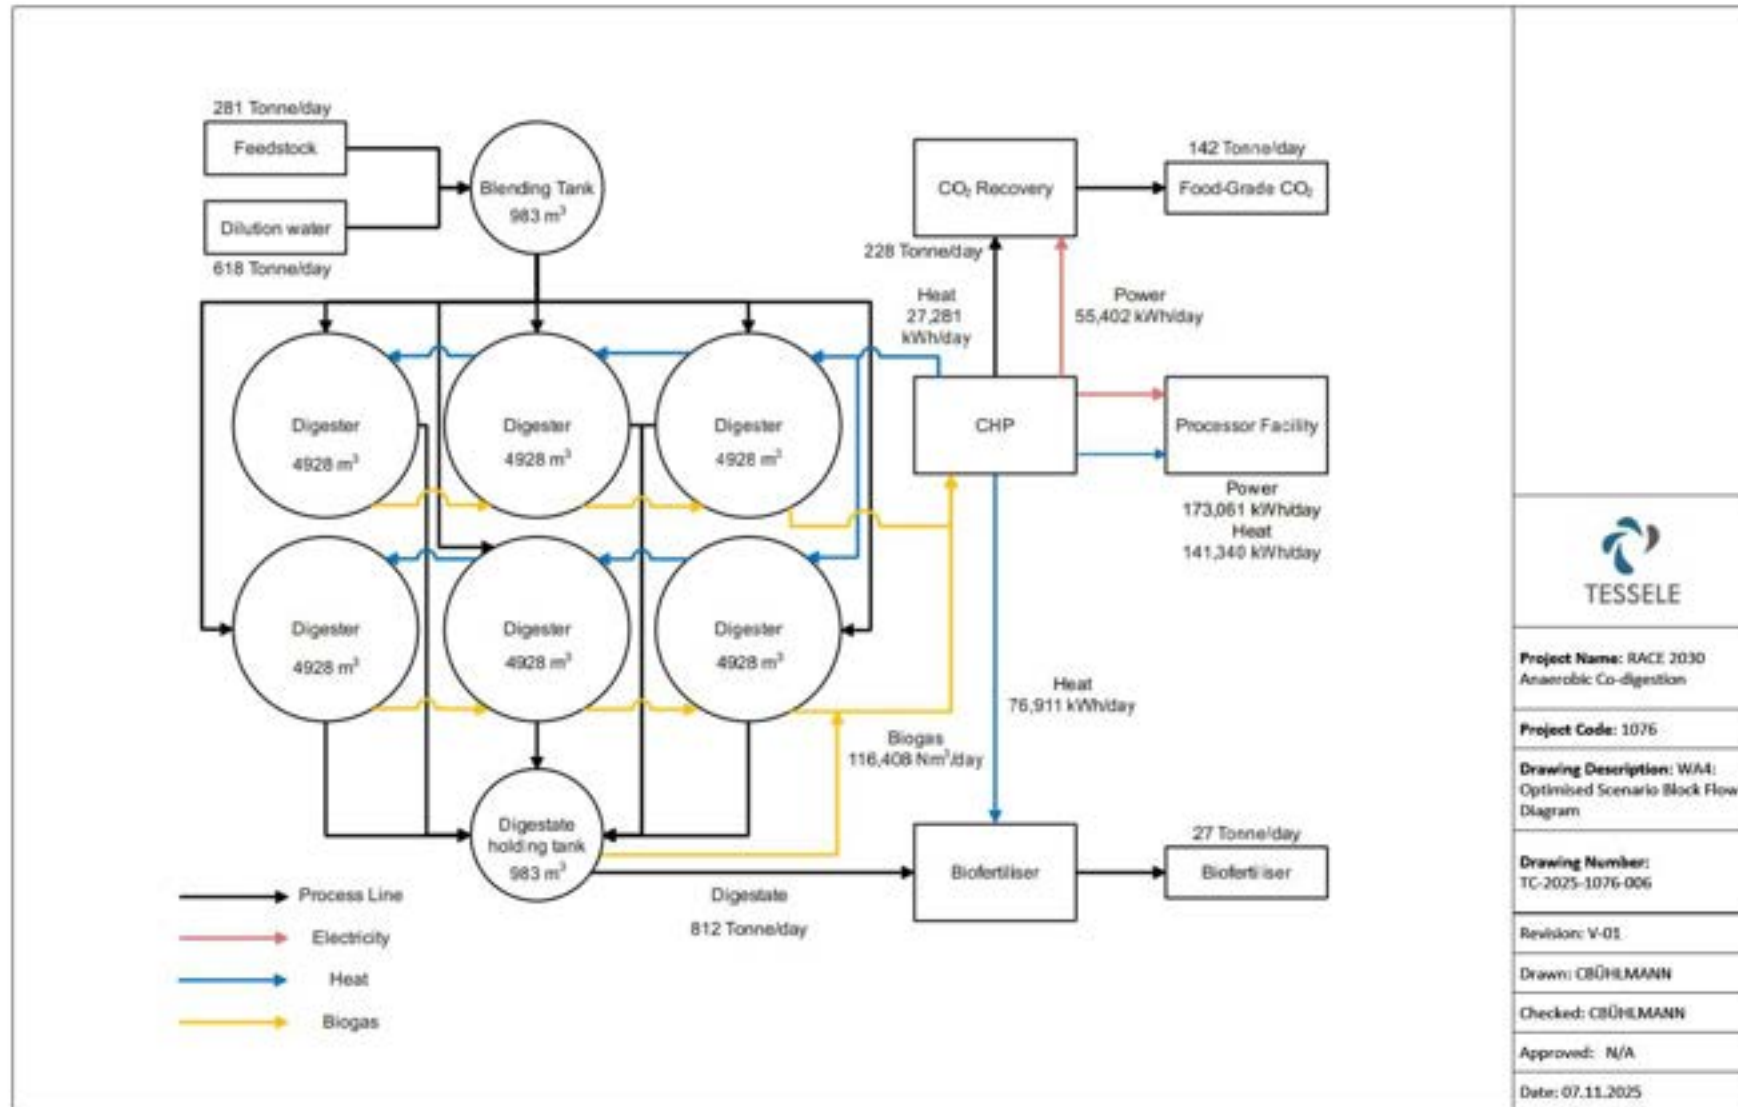 281 Tonne/day
Feedstock
Dilution water
618 Tonne/day
Blending Tank
983 m³
CO₂ Recovery
142 Tonne/day
Food-Grade CO₂
228 Tonne/day
Heat
27,281
kWh/day
Power
55,402 kWh/day
Digester
4928 m³
Digester
4928 m³
Digester
4928 m³
CHP
Processor Facility
Power
173,061 kWh/day
Heat
141,340 kWh/day
Digester
4928 m³
Digester
4928 m³
Digester
4928 m³
Heat
76,911 kWh/day
Biogas
116,408 Nm³/day
Digestate
holding tank
983 m³
Digestate
812 Tonne/day
Biofertiliser
27 Tonne/day
Biofertiliser
Process Line
Electricity
Heat
Biogas
TESSELE
Project Name: RACE 2030
Anaerobic Co-digestion
Project Code: 1076
Drawing Description: WA4:
Optimised Scenario Block Flow
Diagram
Drawing Number:
TC-2025-1076-006
Revision: V-01
Drawn: CBÜHLMANN
Checked: CBÜHLMANN
Approved: N/A
Date: 07.11.2025